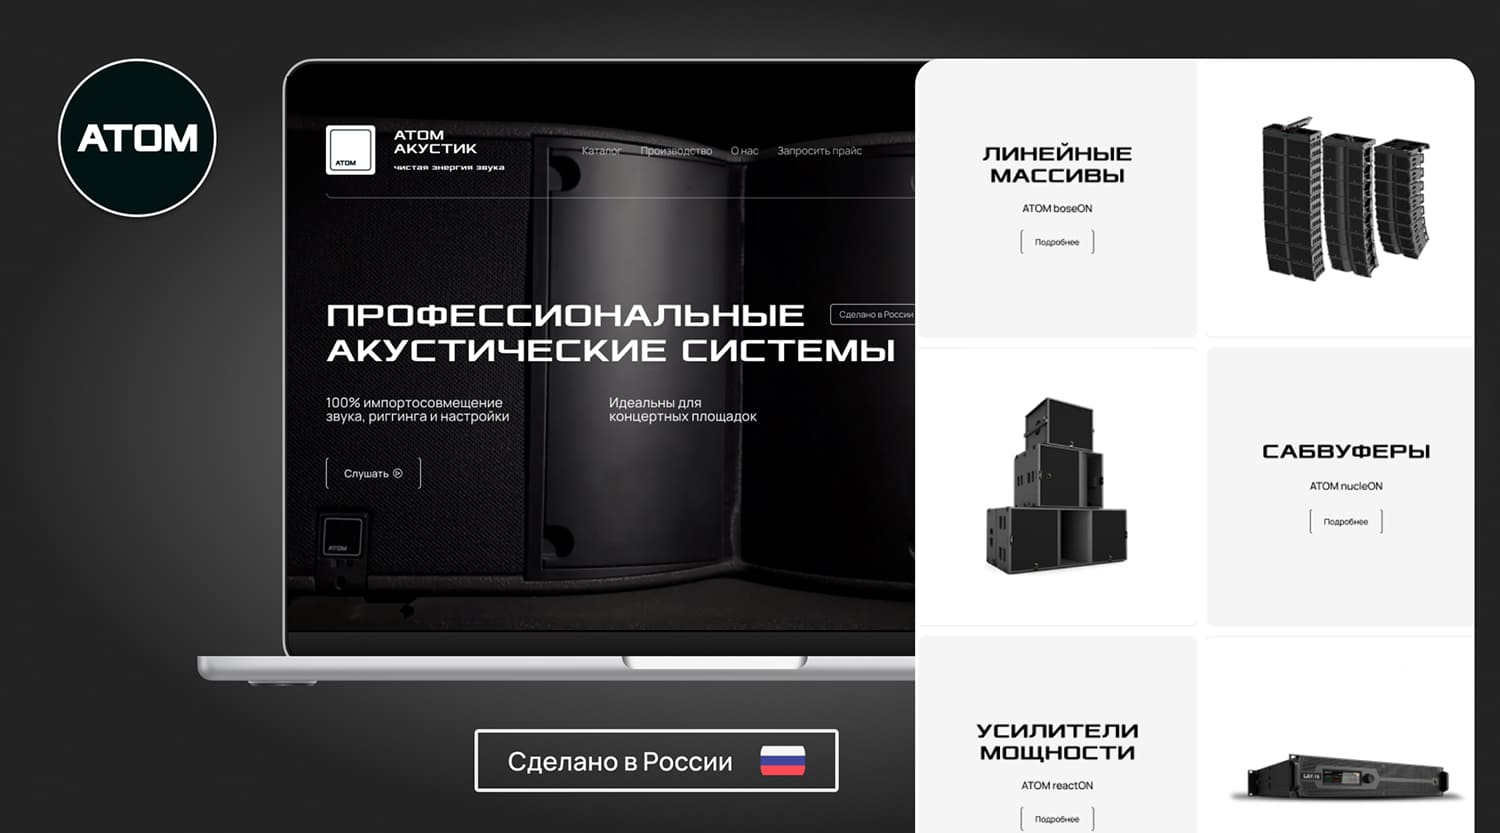 АТОМ
АТОМ
АТОМ
АКУСТИК
чистая энергия звука
Каталог
Производство
О нас
Запросить прайс
ПРОФЕССИОНАЛЬНЫЕ
АКУСТИЧЕСКИЕ СИСТЕМЫ
Сделано в России
100% импортосовмещение
звука, риггинга и настройки
Идеальны для
концертных площадок
Слушать
АТОМ
Сделано в России
ЛИНЕЙНЫЕ
МАССИВЫ
ATOM boseON
Подробнее
САБВУФЕРЫ
ATOM nucleON
Подробнее
УСИЛИТЕЛИ
МОЩНОСТИ
ATOM reactON
Подробнее